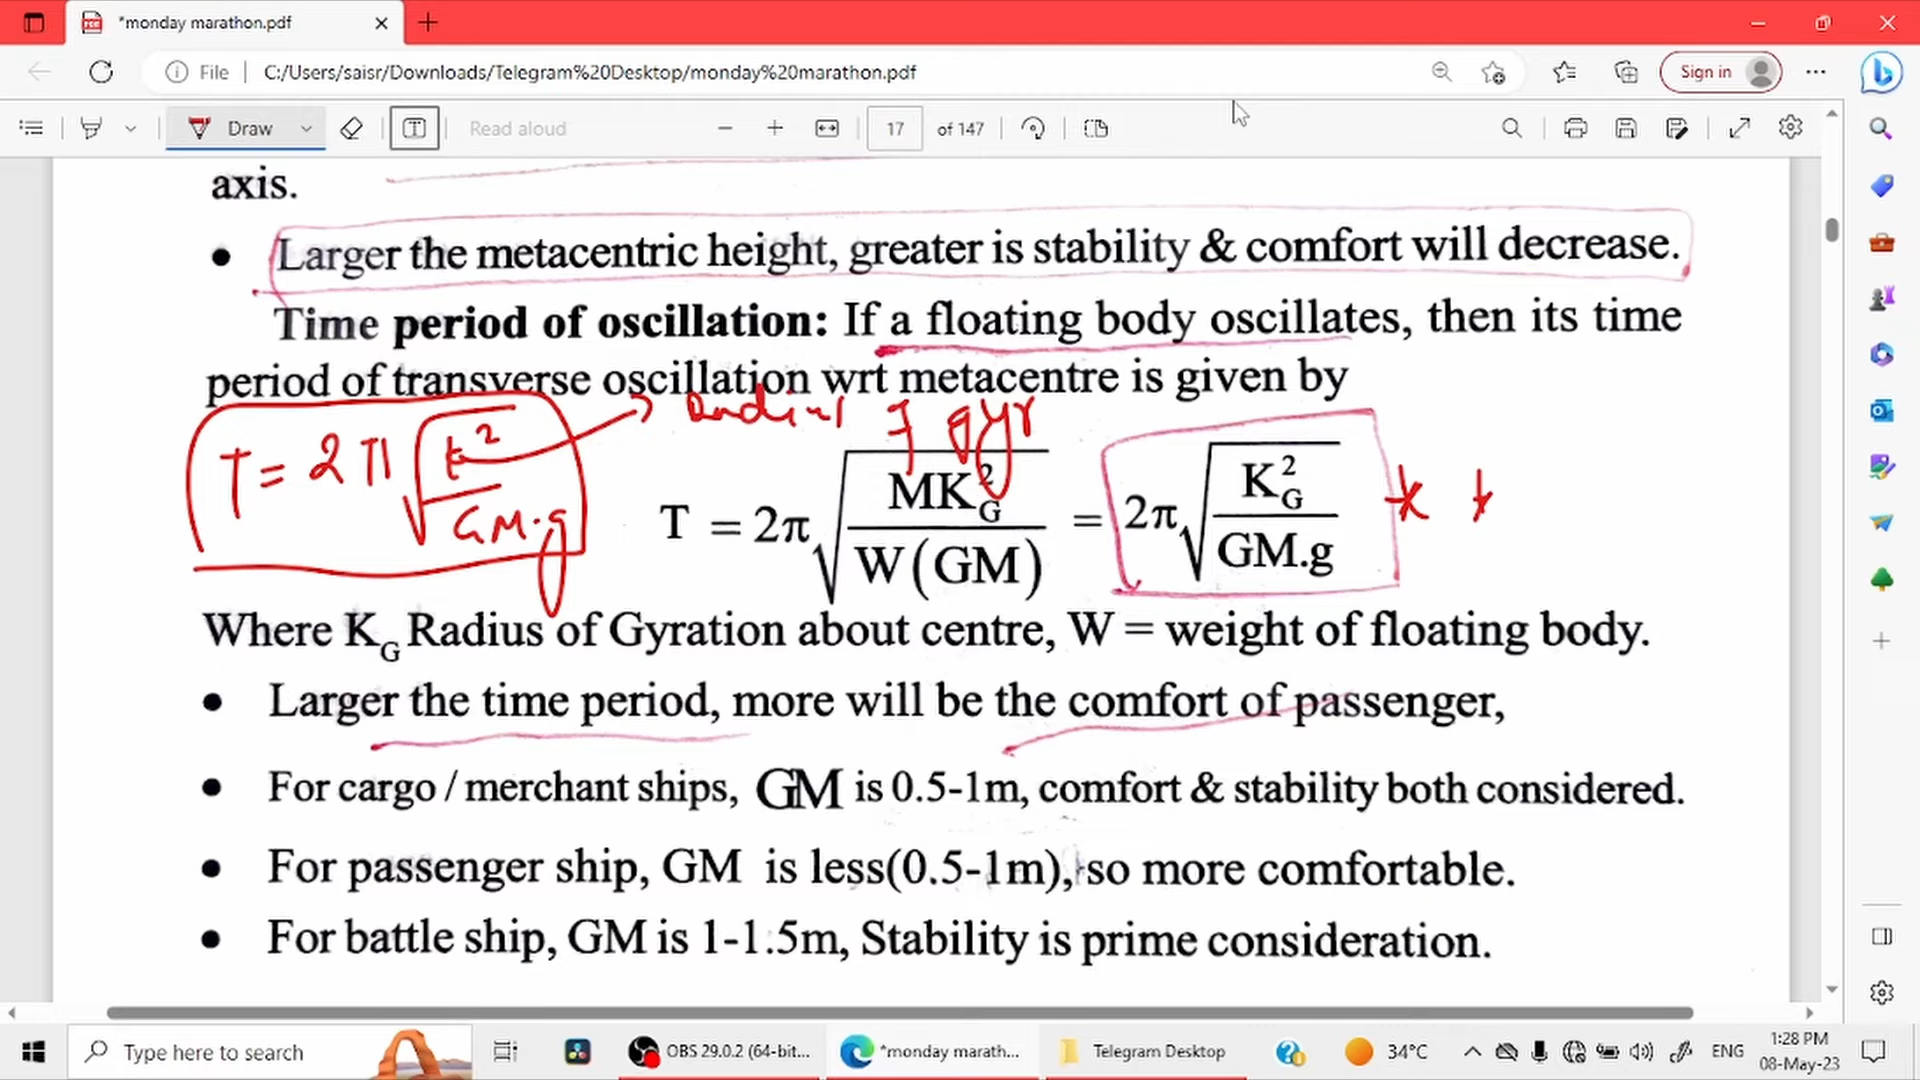 *monday marathon.pdf
File C:/Users/saisr/Downloads/Telegram%20Desktop/monday%20marathon.pdf Sign in
Draw Read aloud 17 of 147
axis.
• Larger the metacentric height, greater is stability & comfort will decrease.
Time period of oscillation: If a floating body oscillates, then its time
period of transverse oscillation wrt metacentre is given by
T = 2π √(k²/GM.g) → gyr
T = 2π √(MK²G/W(GM)) = 2π √(K²G/GM.g) * *
Where KG Radius of Gyration about centre, W = weight of floating body.
• Larger the time period, more will be the comfort of passenger,
• For cargo / merchant ships, GM is 0.5-1m, comfort & stability both considered.
• For passenger ship, GM is less(0.5-1m), so more comfortable.
• For battle ship, GM is 1-1.5m, Stability is prime consideration.
Type here to search OBS 29.0.2 (64-bit... *monday marath... Telegram Desktop 34°C ENG 1:28 PM
08-May-23